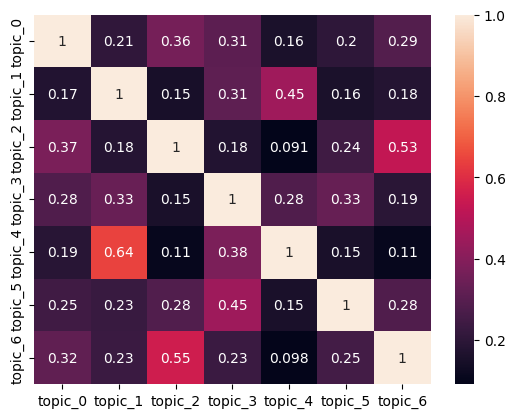 topic_0 1 0.21 0.36 0.31 0.16 0.2 0.29
topic_1 0.17 1 0.15 0.31 0.45 0.16 0.18
topic_2 0.37 0.18 1 0.18 0.091 0.24 0.53
topic_3 0.28 0.33 0.15 1 0.28 0.33 0.19
topic_4 0.19 0.64 0.11 0.38 1 0.15 0.11
topic_5 0.25 0.23 0.28 0.45 0.15 1 0.28
topic_6 0.32 0.23 0.55 0.23 0.098 0.25 1
topic_0 topic_1 topic_2 topic_3 topic_4 topic_5 topic_6
1.0
0.8
0.6
0.4
0.2